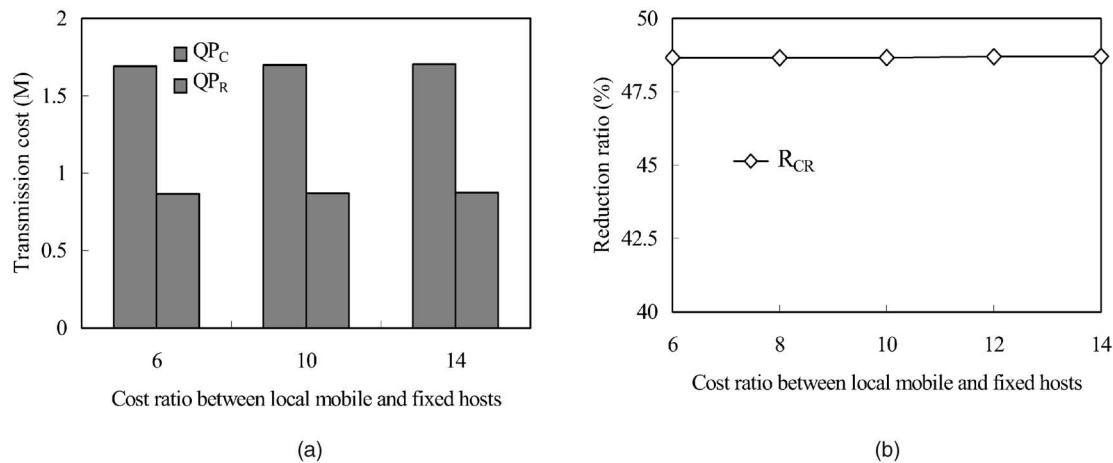 2
1.5
1
0.5
0
Transmission cost (M)
QPC
QPR
6 10 14
Cost ratio between local mobile and fixed hosts
(a)
50
47.5
45
42.5
40
Reduction ratio (%)
RCR
6 8 10 12 14
Cost ratio between local mobile and fixed hosts
(b)